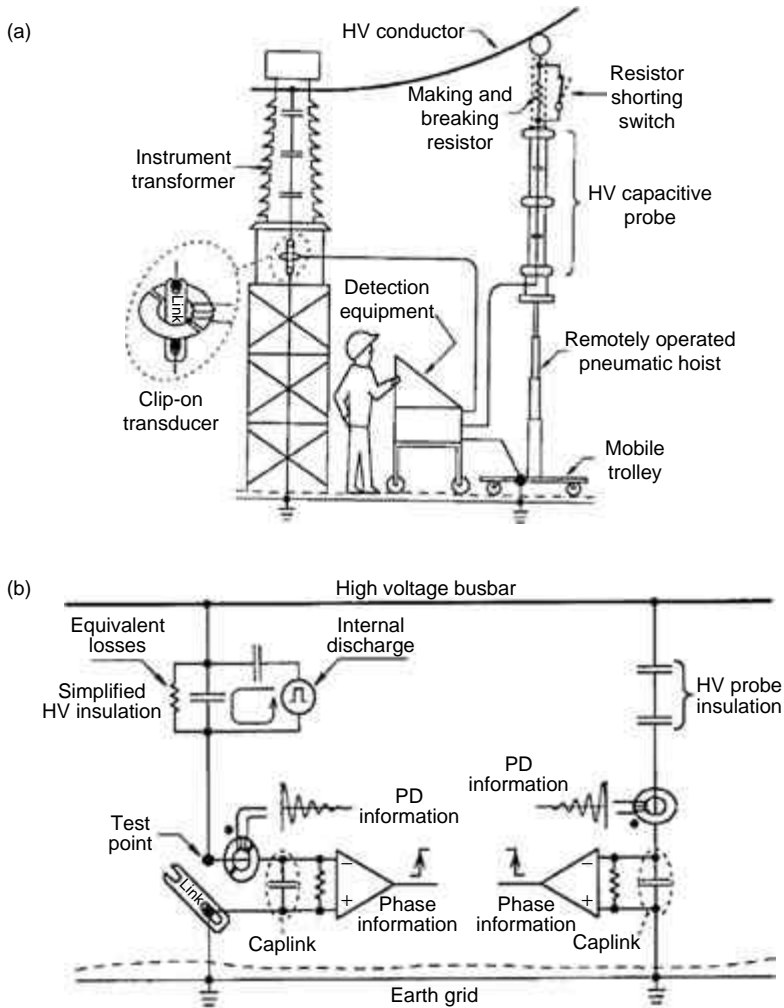 (a)
HV conductor
Making and
breaking
resistor
Resistor
shorting
switch
Instrument
transformer
HV capacitive
probe
Link
Detection
equipment
Clip-on
transducer
Remotely operated
pneumatic hoist
Mobile
trolley
(b)
High voltage busbar
Equivalent
losses
Internal
discharge
Simplified
HV insulation
HV probe
insulation
PD
information
PD
information
Test
point
Link
−
+
Phase
information
−
+
Phase
information
Caplink
Caplink
Earth grid